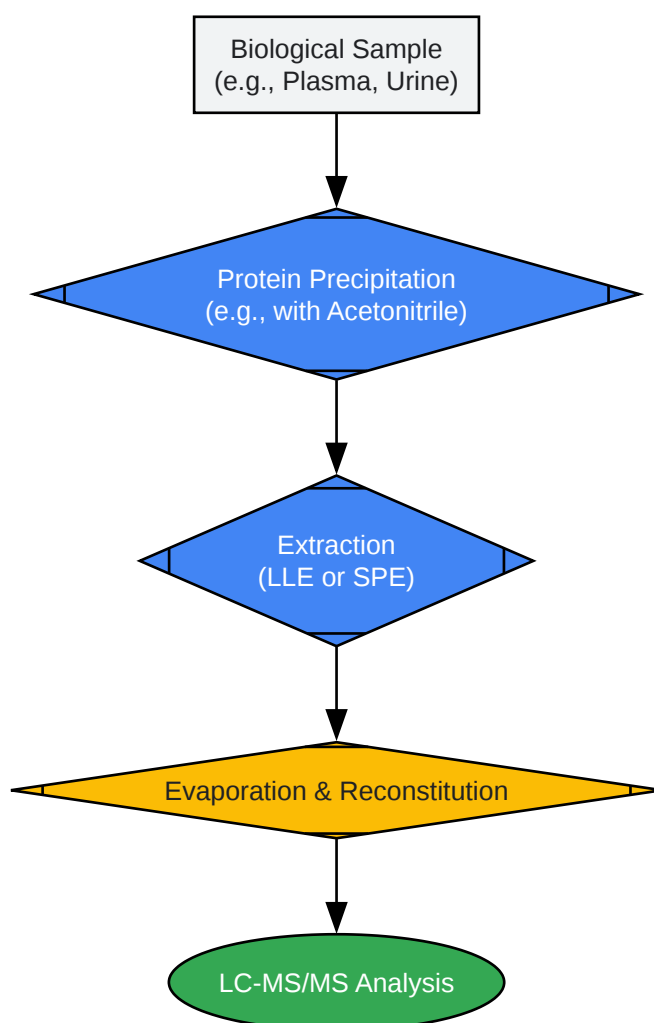 Biological Sample
(e.g., Plasma, Urine)
Protein Precipitation
(e.g., with Acetonitrile)
Extraction
(LLE or SPE)
Evaporation & Reconstitution
LC-MS/MS Analysis